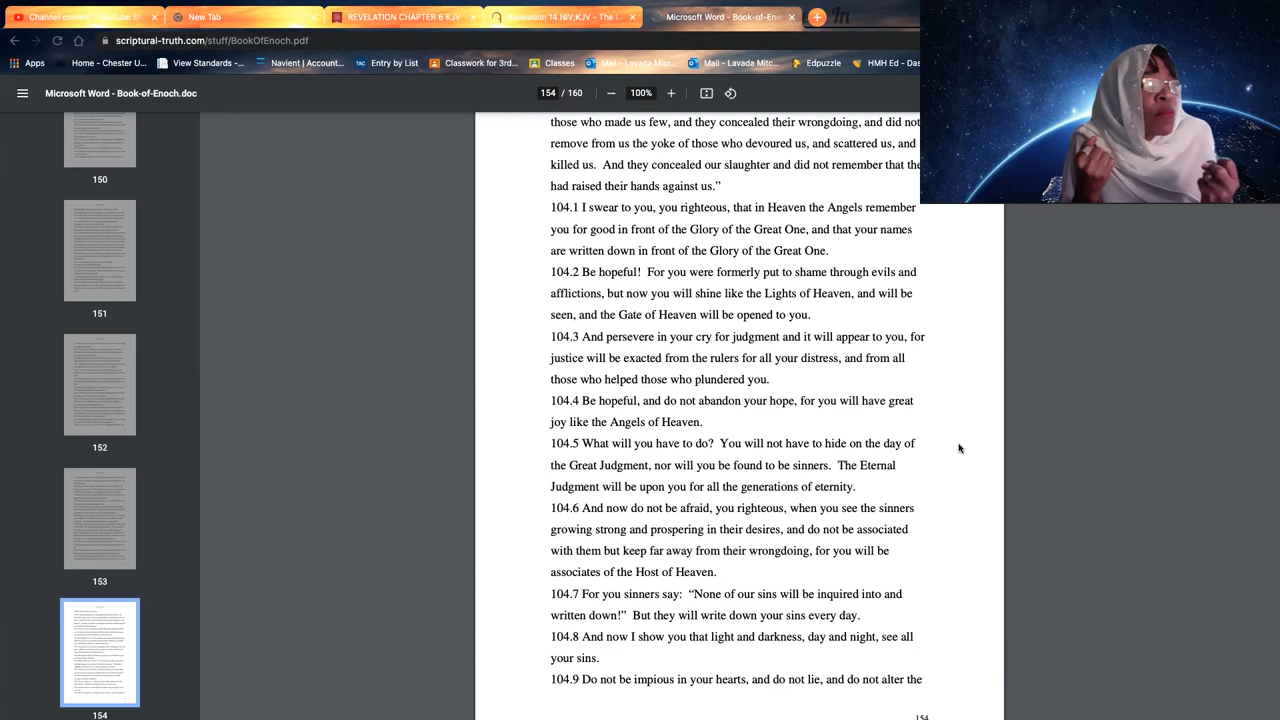 Channel content - YouTube St
New Tab
REVELATION CHAPTER 6 KJV
Revelation 14 NIV;KJV - The L
Microsoft Word - Book-of-Eno
scriptural-truth.com/stuff/BookOfEnoch.pdf
Apps
Home - Chester U...
View Standards -...
Navient | Account...
TAC Entry by List
Classwork for 3rd...
Classes
Mail – Lavada Mitc...
Mail – Lavada Mitc...
Edpuzzle
HMH Ed - Das
Microsoft Word - Book-of-Enoch.doc
154 / 160
100%
150
151
152
153
154
those who made us few, and they concealed their wrongdoing, and did not
remove from us the yoke of those who devoured us, and scattered us, and
killed us. And they concealed our slaughter and did not remember that the
had raised their hands against us.”
104.1 I swear to you, you righteous, that in Heaven the Angels remember
you for good in front of the Glory of the Great One, and that your names
are written down in front of the Glory of the Great One.
104.2 Be hopeful! For you were formerly put to shame through evils and
afflictions, but now you will shine like the Lights of Heaven, and will be
seen, and the Gate of Heaven will be opened to you.
104.3 And persevere in your cry for judgment and it will appear to you, for
justice will be exacted from the rulers for all your distress, and from all
those who helped those who plundered you.
104.4 Be hopeful, and do not abandon your hope, for you will have great
joy like the Angels of Heaven.
104.5 What will you have to do? You will not have to hide on the day of
the Great Judgment, nor will you be found to be sinners. The Eternal
judgment will be upon you for all the generations of eternity.
104.6 And now do not be afraid, you righteous, when you see the sinners
growing strong and prospering in their desires, and do not be associated
with them but keep far away from their wrongdoing, for you will be
associates of the Host of Heaven.
104.7 For you sinners say: “None of our sins will be inquired into and
written down!” But they will write down your sins every day.
104.8 And now I show you that light and darkness, day and night, see all
your sins.
104.9 Do not be impious in your hearts, and do not lie, and do not alter the
154